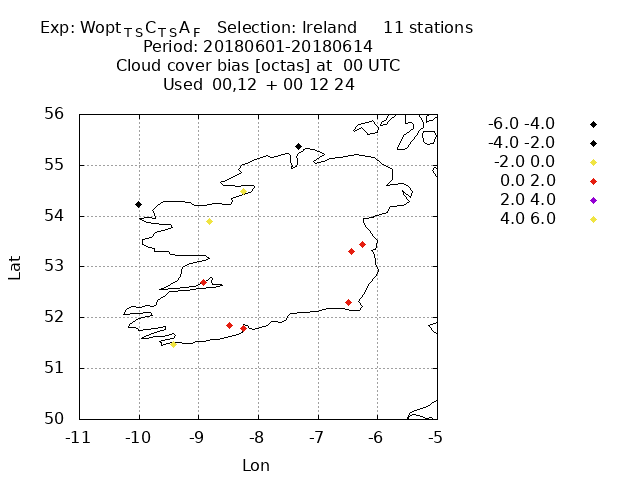 Exp: WoptTSCTSAF   Selection: Ireland     11 stations
Period: 20180601-20180614
Cloud cover bias [octas] at  00 UTC
Used  00,12  + 00 12 24
56
55
54
53
52
51
50
-11 -10 -9 -8 -7 -6 -5
Lat
Lon
-6.0 -4.0
-4.0 -2.0
-2.0 0.0
0.0 2.0
2.0 4.0
4.0 6.0